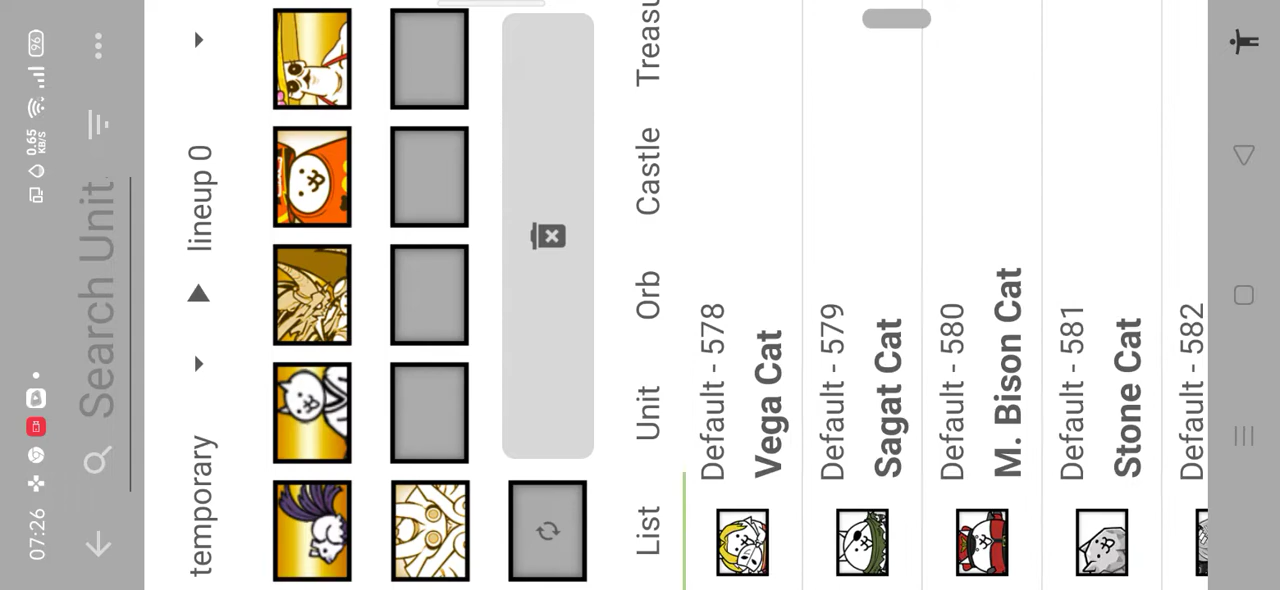 07:26
0.65
KB/S
96
Search Unit
temporary
lineup 0
List
Unit
Orb
Castle
Treasu
Default - 578
Vega Cat
Default - 579
Sagat Cat
Default - 580
M. Bison Cat
Default - 581
Stone Cat
Default - 582